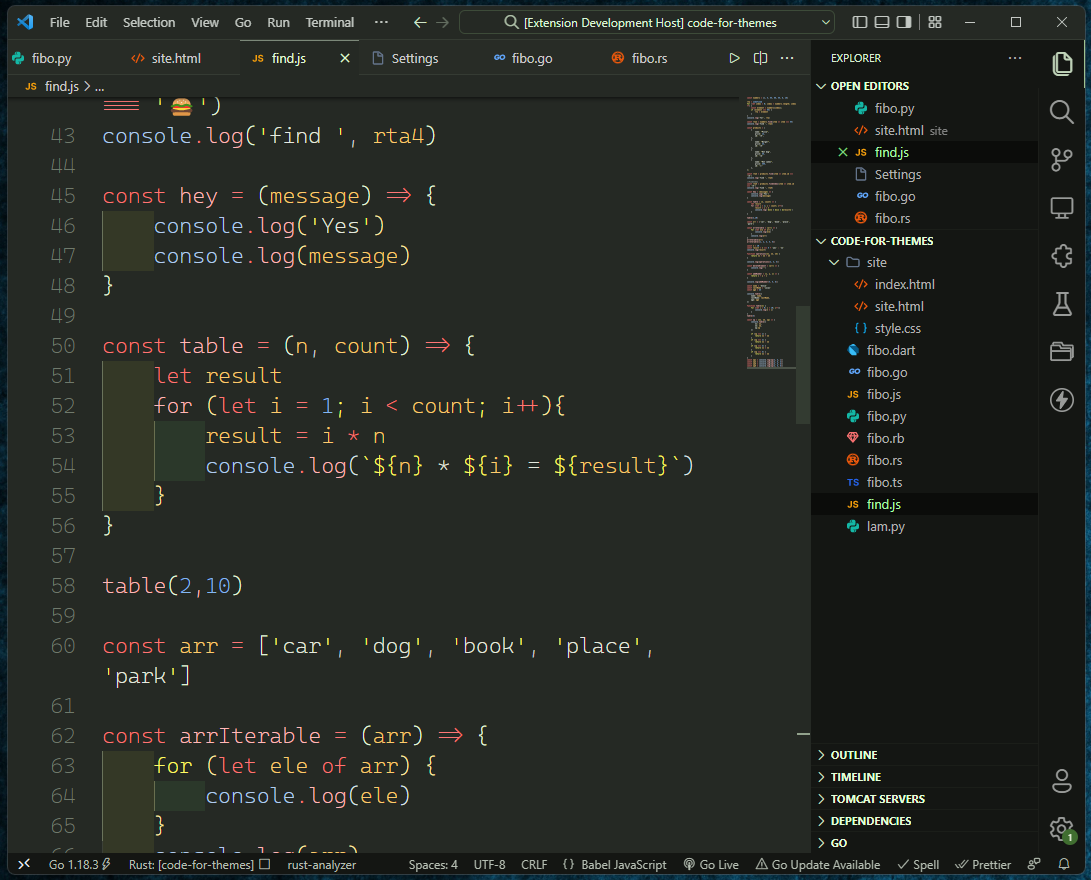 File Edit Selection View Go Run Terminal ··· [Extension Development Host] code-for-themes
fibo.py site.html JS find.js Settings fibo.go fibo.rs
JS find.js > ...
=== '🍔')
43 console.log('find ', rta4)
44
45 const hey = (message) => {
46 console.log('Yes')
47 console.log(message)
48 }
49
50 const table = (n, count) => {
51 let result
52 for (let i = 1; i < count; i++){
53 result = i * n
54 console.log(`${n} * ${i} = ${result}`)
55 }
56 }
57
58 table(2,10)
59
60 const arr = ['car', 'dog', 'book', 'place',
'park']
61
62 const arrIterable = (arr) => {
63 for (let ele of arr) {
64 console.log(ele)
65 }
66 console.log(arr)
EXPLORER ···
OPEN EDITORS
fibo.py
site.html site
JS find.js
Settings
fibo.go
fibo.rs
CODE-FOR-THEMES
site
index.html
site.html
{ } style.css
fibo.dart
fibo.go
JS fibo.js
fibo.py
fibo.rb
fibo.rs
TS fibo.ts
JS find.js
lam.py
OUTLINE
TIMELINE
TOMCAT SERVERS
DEPENDENCIES
GO
1
Go 1.18.3 Rust: [code-for-themes] rust-analyzer Spaces: 4 UTF-8 CRLF { } Babel JavaScript Go Live Go Update Available Spell Prettier